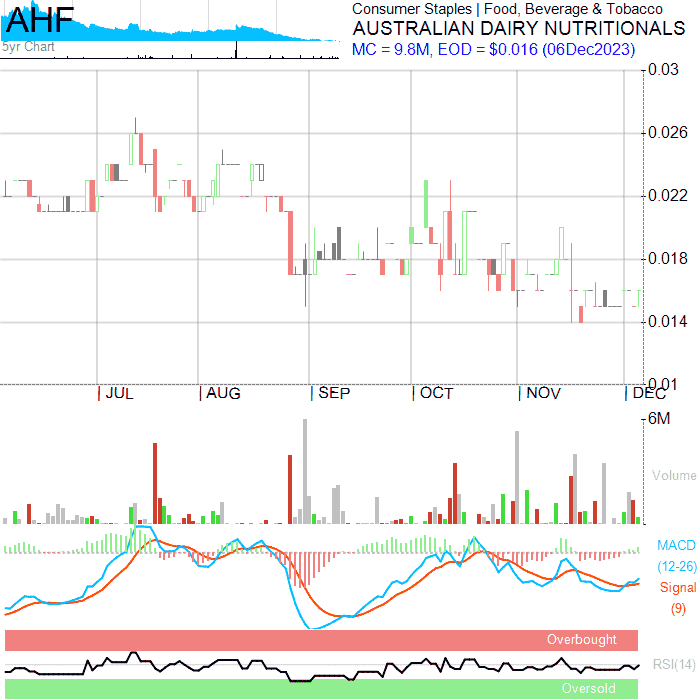 AHF
5yr Chart
Consumer Staples | Food, Beverage & Tobacco
AUSTRALIAN DAIRY NUTRITIONALS
MC = 9.8M, EOD = $0.016 (06Dec2023)
0.03
0.026
0.022
0.018
0.014
0.01
| JUL | AUG | SEP | OCT | NOV | DEC
6M
Volume
MACD
(12-26)
Signal
(9)
Overbought
RSI(14)
Oversold